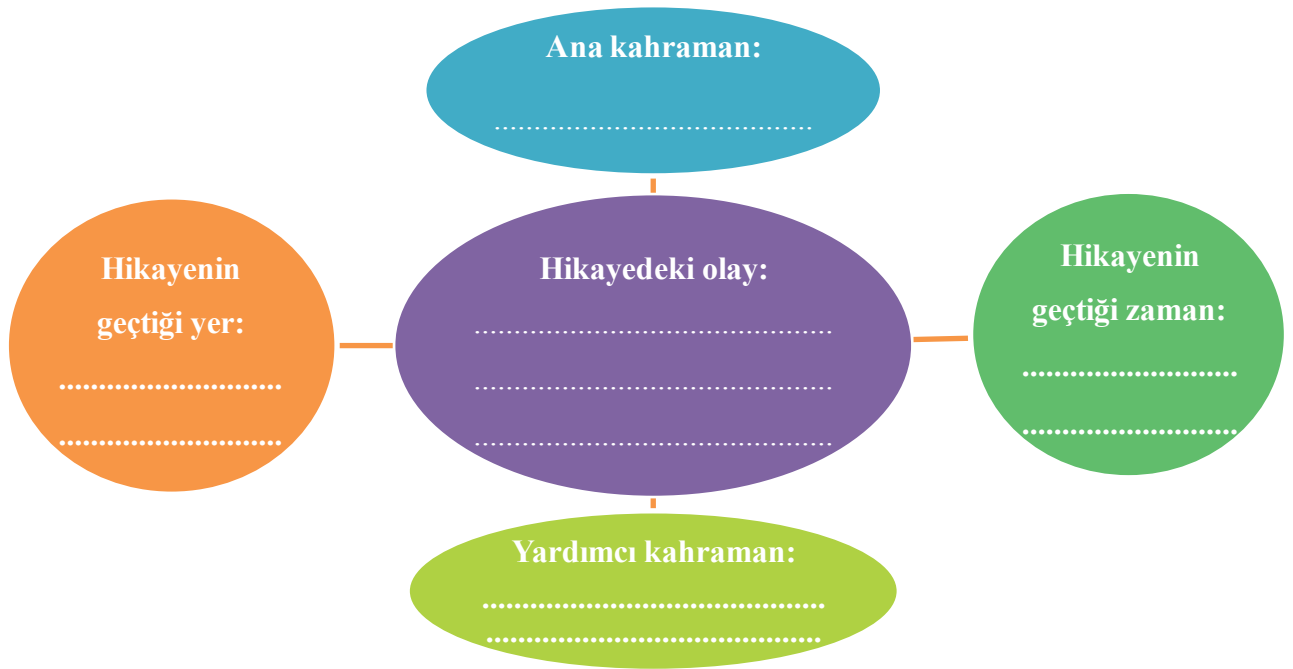 Ana kahraman:
.......................................
Hikayenin
geçtiği yer:
............................
............................
Hikayedeki olay:
............................................
............................................
............................................
Hikayenin
geçtiği zaman:
...........................
...........................
Yardımcı kahraman:
...........................................
..........................................